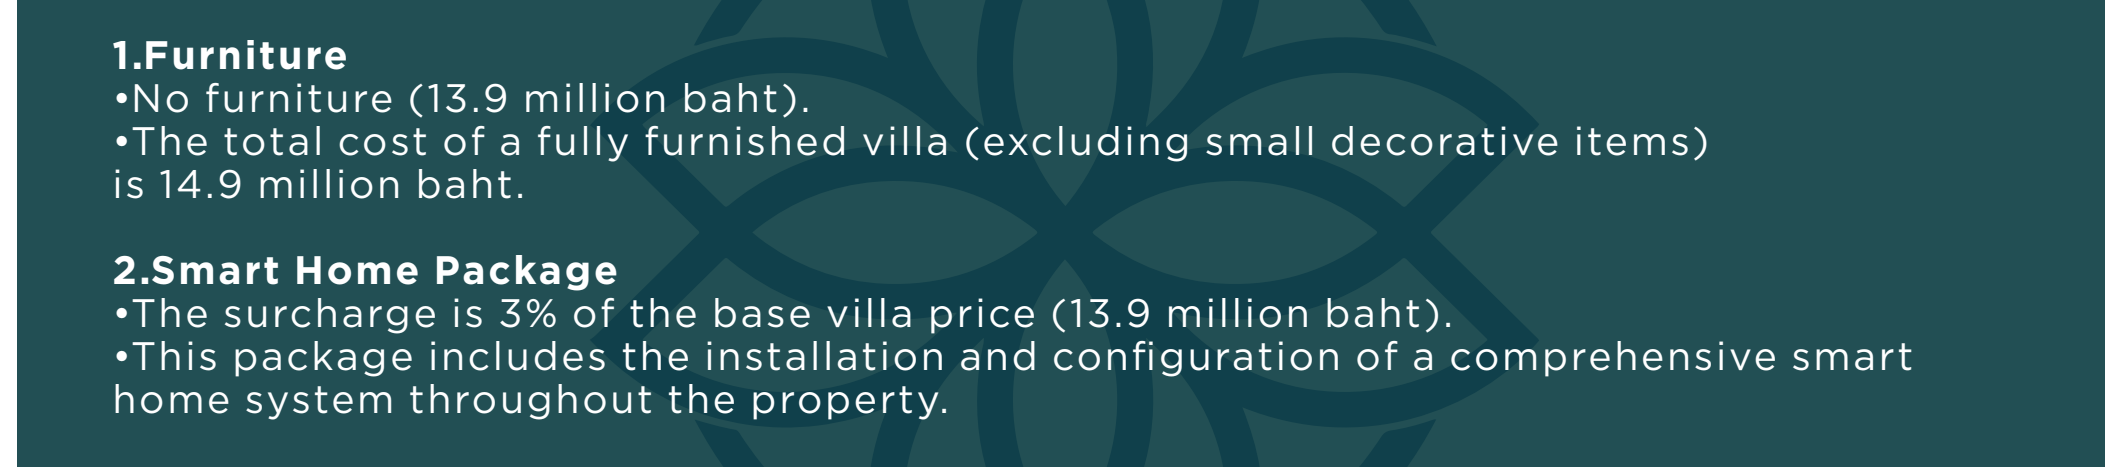 1.Furniture
•No furniture (13.9 million baht).
•The total cost of a fully furnished villa (excluding small decorative items)
is 14.9 million baht.
2.Smart Home Package
•The surcharge is 3% of the base villa price (13.9 million baht).
•This package includes the installation and configuration of a comprehensive smart
home system throughout the property.